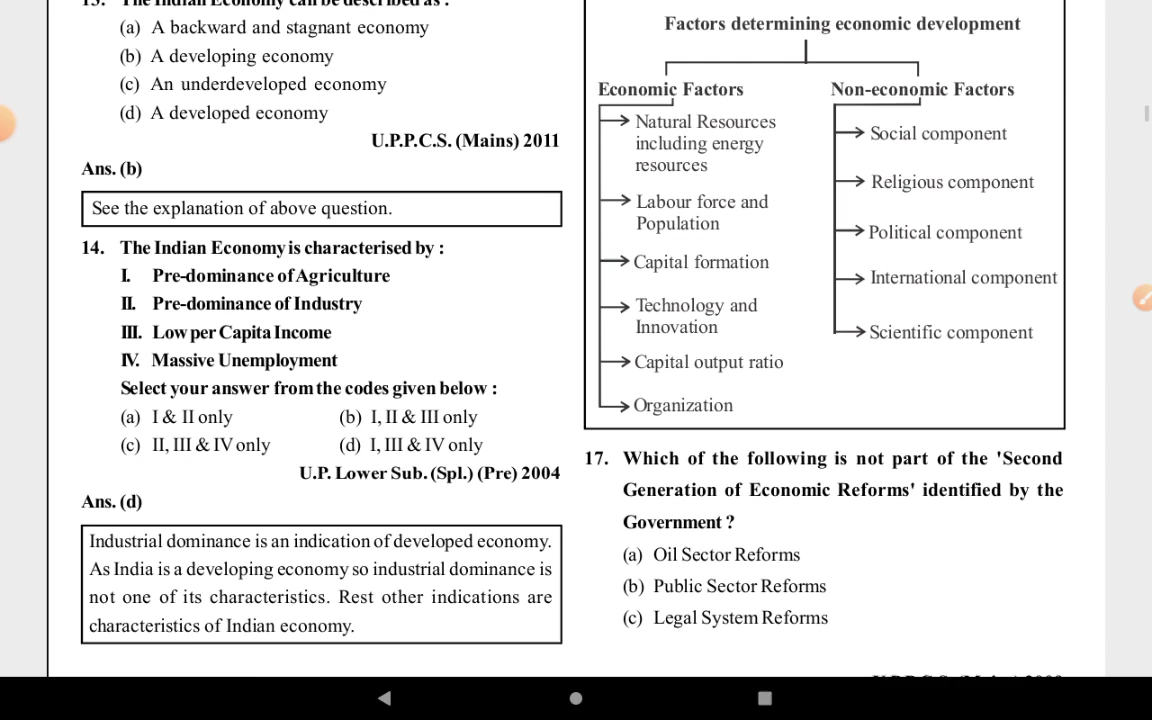 13. The Indian Economy can be described as :
(a) A backward and stagnant economy
(b) A developing economy
(c) An underdeveloped economy
(d) A developed economy
U.P.P.C.S. (Mains) 2011
Ans. (b)
See the explanation of above question.
14. The Indian Economy is characterised by :
I. Pre-dominance of Agriculture
II. Pre-dominance of Industry
III. Low per Capita Income
IV. Massive Unemployment
Select your answer from the codes given below :
(a) I & II only (b) I, II & III only
(c) II, III & IV only (d) I, III & IV only
U.P. Lower Sub. (Spl.) (Pre) 2004
Ans. (d)
Industrial dominance is an indication of developed economy.
As India is a developing economy so industrial dominance is
not one of its characteristics. Rest other indications are
characteristics of Indian economy.
Factors determining economic development
Economic Factors
Natural Resources
including energy
resources
Labour force and
Population
Capital formation
Technology and
Innovation
Capital output ratio
Organization
Non-economic Factors
Social component
Religious component
Political component
International component
Scientific component
17. Which of the following is not part of the 'Second
Generation of Economic Reforms' identified by the
Government ?
(a) Oil Sector Reforms
(b) Public Sector Reforms
(c) Legal System Reforms